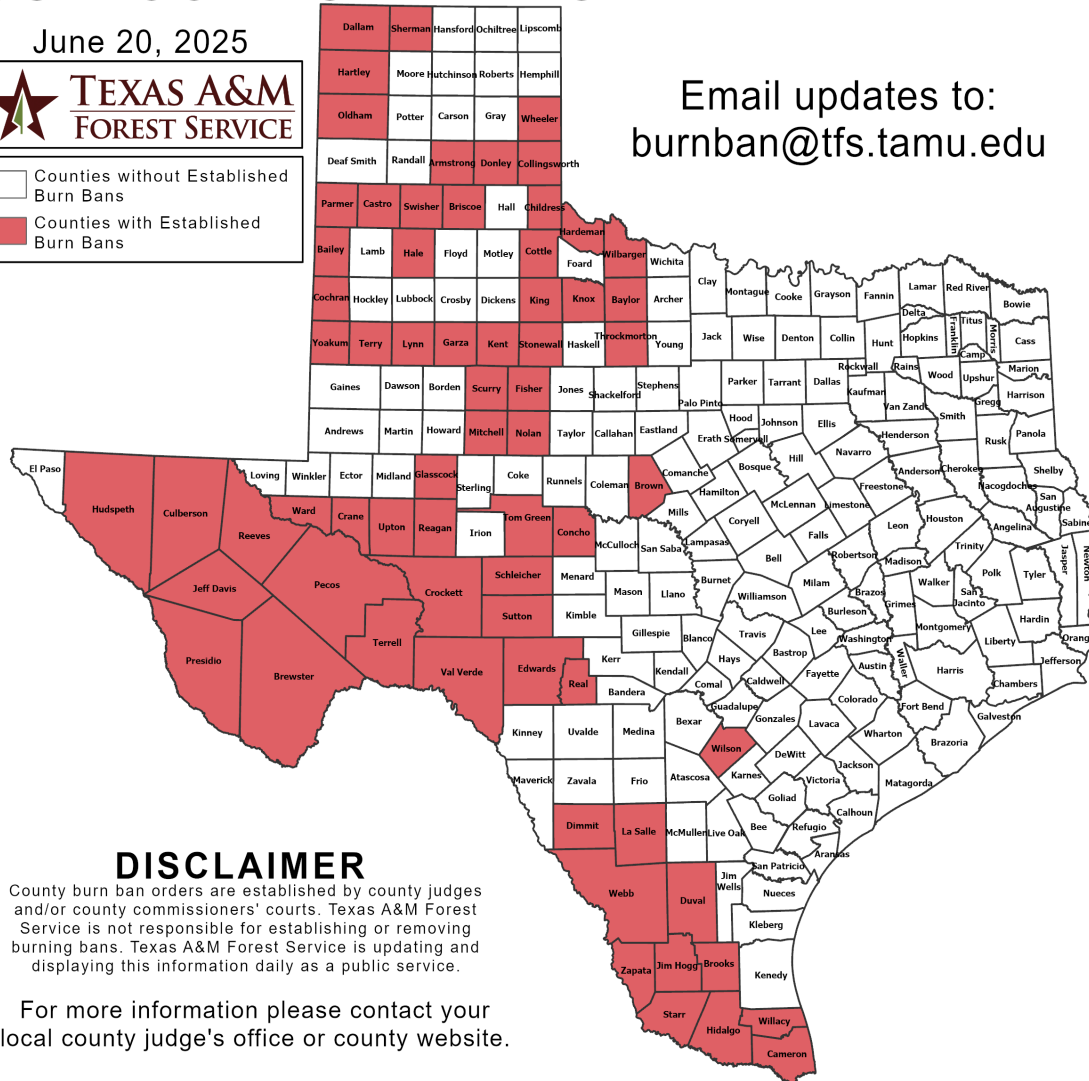 June 20, 2025
TEXAS A&M
FOREST SERVICE
Counties without Established
Burn Bans
Counties with Established
Burn Bans
Email updates to:
burnban@tfs.tamu.edu
Dallam Sherman Hansford Ochiltree Lipscomb
Hartley Moore Hutchinson Roberts Hemphill
Oldham Potter Carson Gray Wheeler
Deaf Smith Randall Armstrong Donley Collingsworth
Parmer Castro Swisher Briscoe Hall Childress
Hardeman
Bailey Lamb Hale Floyd Motley Cottle Foard Wilbarger Wichita
Clay Montague Cooke Grayson Fannin Lamar Red River Bowie
Cochran Hockley Lubbock Crosby Dickens King Knox Baylor Archer
Delta Franklin Titus Morris Cass
Yoakum Terry Lynn Garza Kent Stonewall Haskell Throckmorton Young Jack Wise Denton Collin Hunt Hopkins
Camp
Rockwall Rains Wood Upshur Marion
Gaines Dawson Borden Scurry Fisher Jones Shackelford Stephens Palo Pinto Parker Tarrant Dallas Kaufman Van Zandt Gregg Harrison
Andrews Martin Howard Mitchell Nolan Taylor Callahan Eastland Erath Hood Somervell Johnson Ellis Henderson Smith Rusk Panola
El Paso Hudspeth Culberson Reeves Loving Winkler Ector Midland Glasscock Sterling Coke Runnels Coleman Brown Comanche Bosque Hill Navarro Anderson Cherokee Nacogdoches Shelby
Ward Crane Upton Reagan Irion Tom Green Concho McCulloch San Saba Mills Hamilton Coryell McLennan Limestone Freestone Leon Houston Angelina San
Augustine
Sabine
Lampasas Bell Falls Robertson Madison Trinity Polk Tyler Jasper Newton
Jeff Davis Pecos Crockett Schleicher Menard Mason Llano Burnet Williamson Milam Brazos Grimes Walker San
Jacinto
Hardin
Terrell Sutton Kimble Gillespie Blanco Travis Lee Burleson Washington Montgomery Liberty Orang
Presidio Brewster Val Verde Edwards Real Kerr Kendall Hays Bastrop Fayette Austin Waller Harris Jefferson
Bandera Comal Caldwell Colorado Fort Bend Chambers
Kinney Uvalde Medina Bexar Guadalupe Gonzales Lavaca Wharton Brazoria Galveston
Wilson DeWitt Jackson
Maverick Zavala Frio Atascosa Karnes Victoria Matagorda
Goliad Calhoun
Dimmit La Salle McMullen Live Oak Bee Refugio
Aransas
San Patricio
Webb Duval Jim
Wells
Nueces
Kleberg
Zapata Jim Hogg Brooks Kenedy
Starr Hidalgo Willacy
Cameron
DISCLAIMER
County burn ban orders are established by county judges
and/or county commissioners' courts. Texas A&M Forest
Service is not responsible for establishing or removing
burning bans. Texas A&M Forest Service is updating and
displaying this information daily as a public service.
For more information please contact your
local county judge's office or county website.